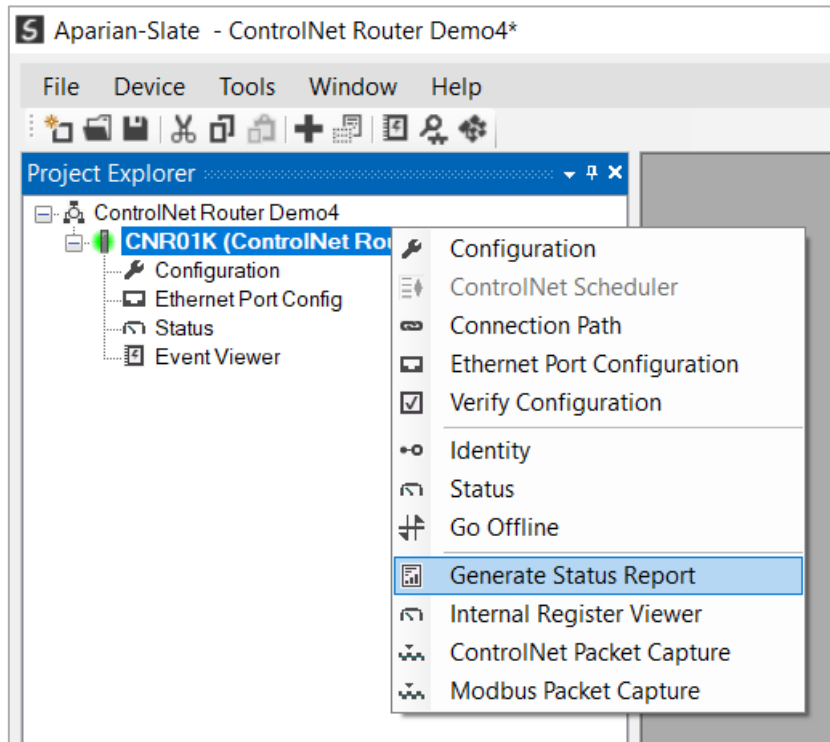 S Aparian-Slate - ControlNet Router Demo4*
File Device Tools Window Help
Project Explorer
ControlNet Router Demo4
CNR01K (ControlNet Rou
Configuration
Ethernet Port Config
Status
Event Viewer
Configuration
ControlNet Scheduler
Connection Path
Ethernet Port Configuration
Verify Configuration
Identity
Status
Go Offline
Generate Status Report
Internal Register Viewer
ControlNet Packet Capture
Modbus Packet Capture